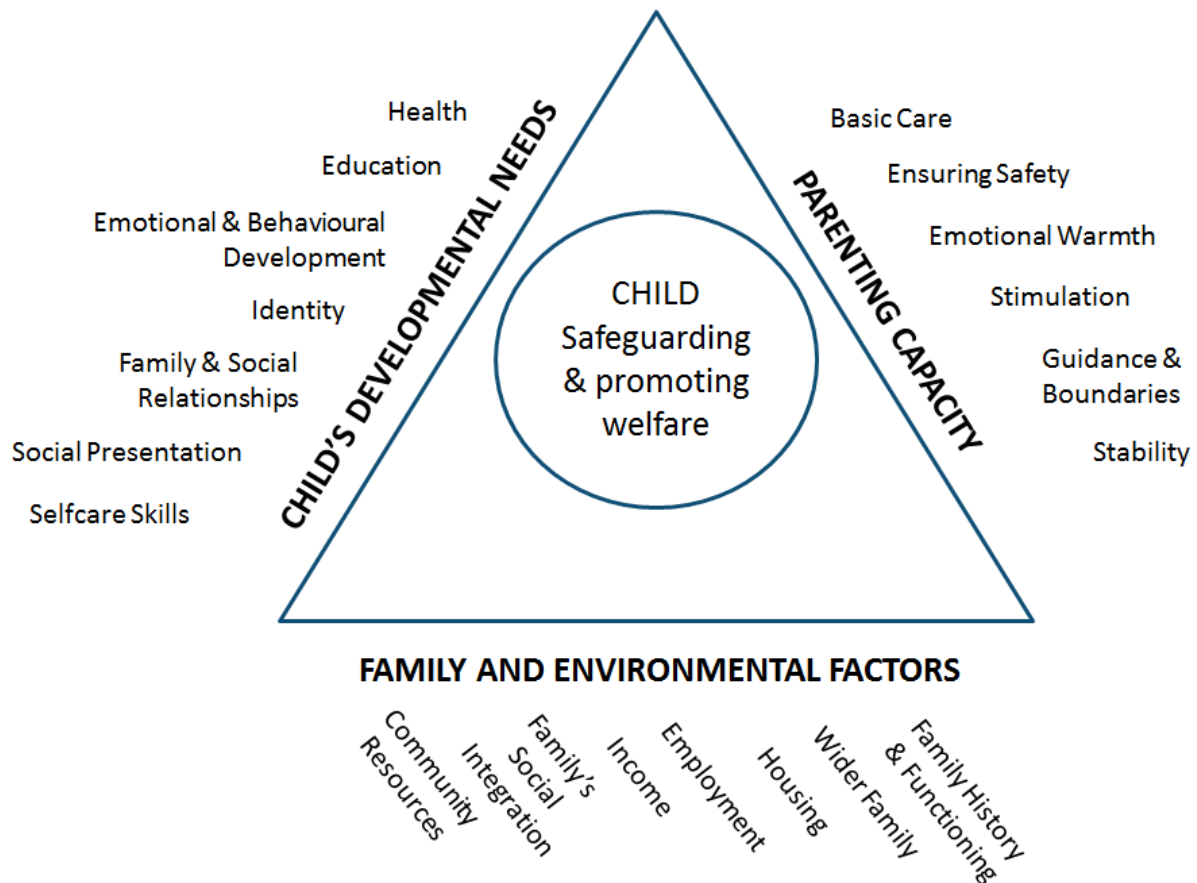 Health
Education
Emotional & Behavioural
Development
Identity
Family & Social
Relationships
Social Presentation
Selfcare Skills
CHILD'S DEVELOPMENTAL NEEDS
CHILD
Safeguarding
& promoting
welfare
PARENTING CAPACITY
Basic Care
Ensuring Safety
Emotional Warmth
Stimulation
Guidance &
Boundaries
Stability
FAMILY AND ENVIRONMENTAL FACTORS
Community
Resources
Family's
Social
Integration
Income
Employment
Housing
Wider Family
Family History
& Functioning